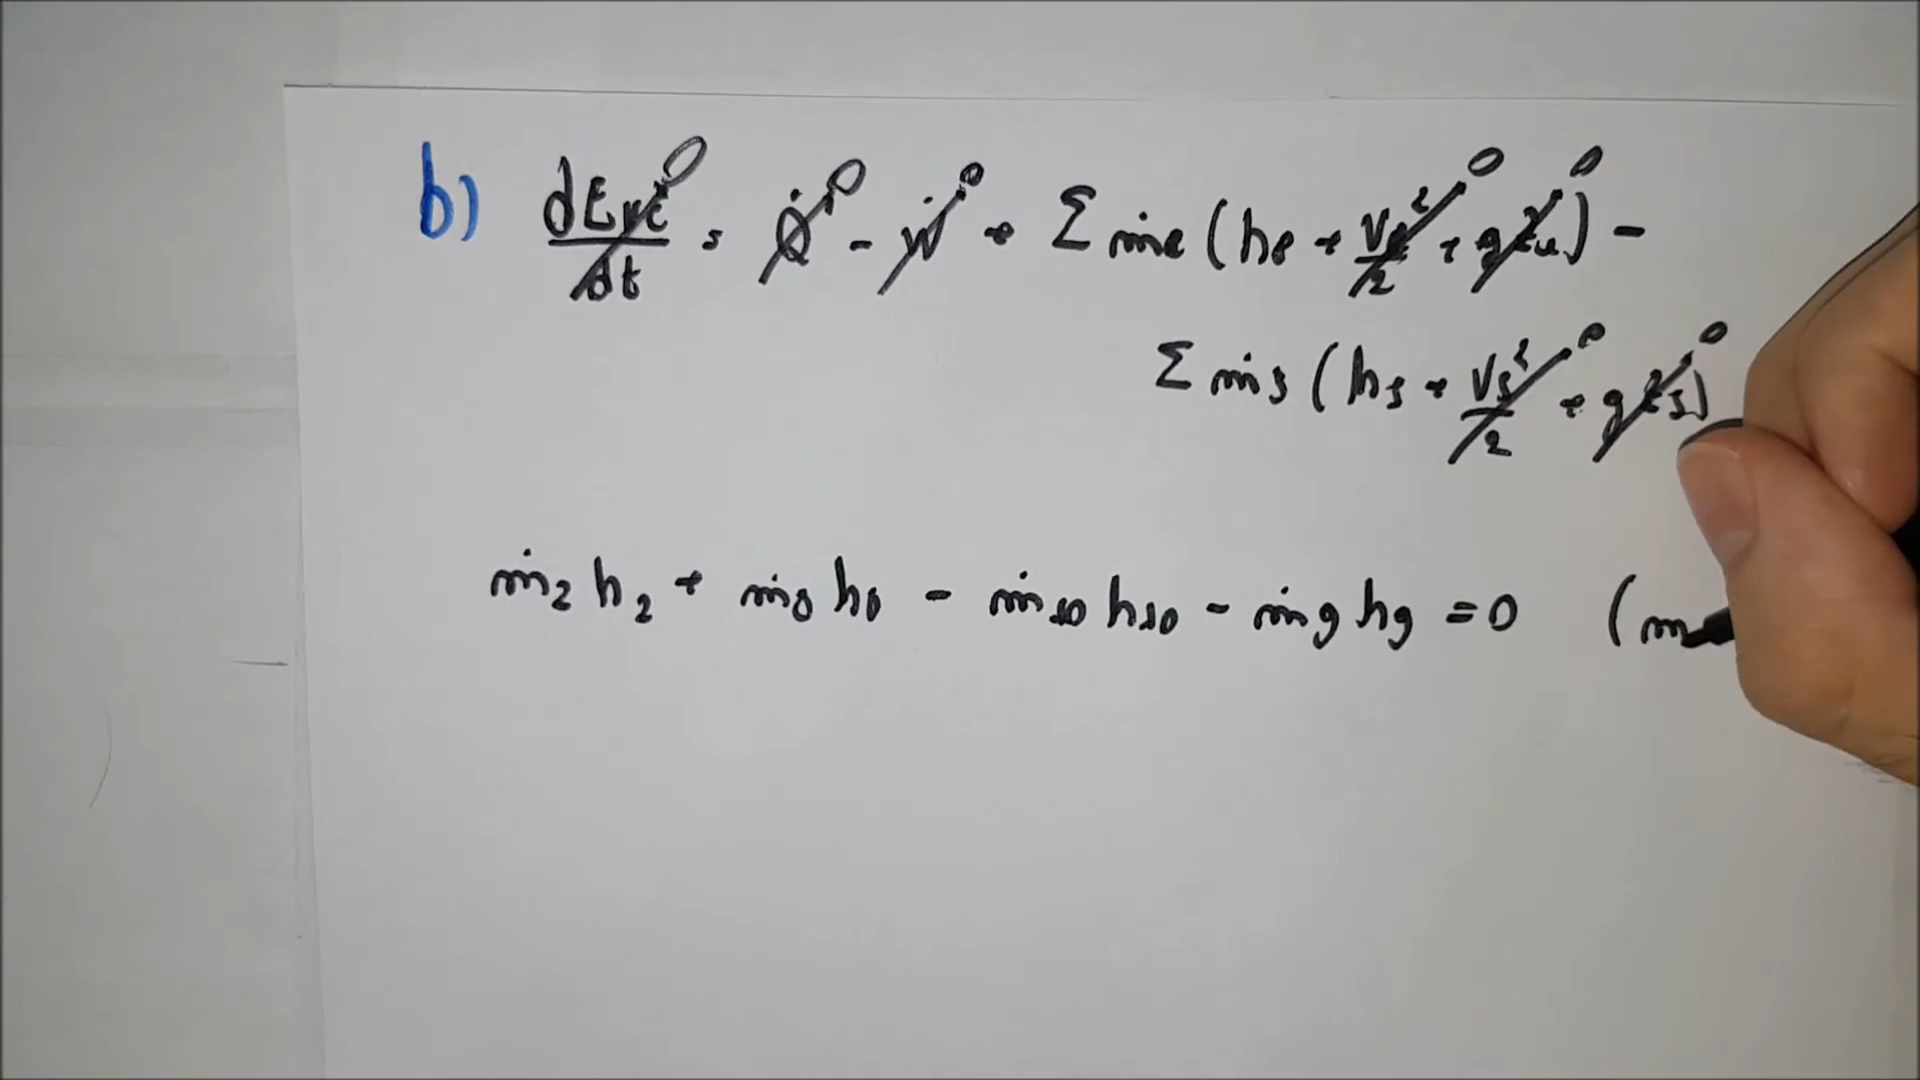 b) dEvc/dt = Q̇ - Ẇ + Σ ṁe (he + Ve²/2 + gze) -
Σ ṁs (hs + Vs²/2 + gzs)
ṁ2 h2 + ṁ8 h8 - ṁ10 h10 - ṁ9 h9 = 0 (m